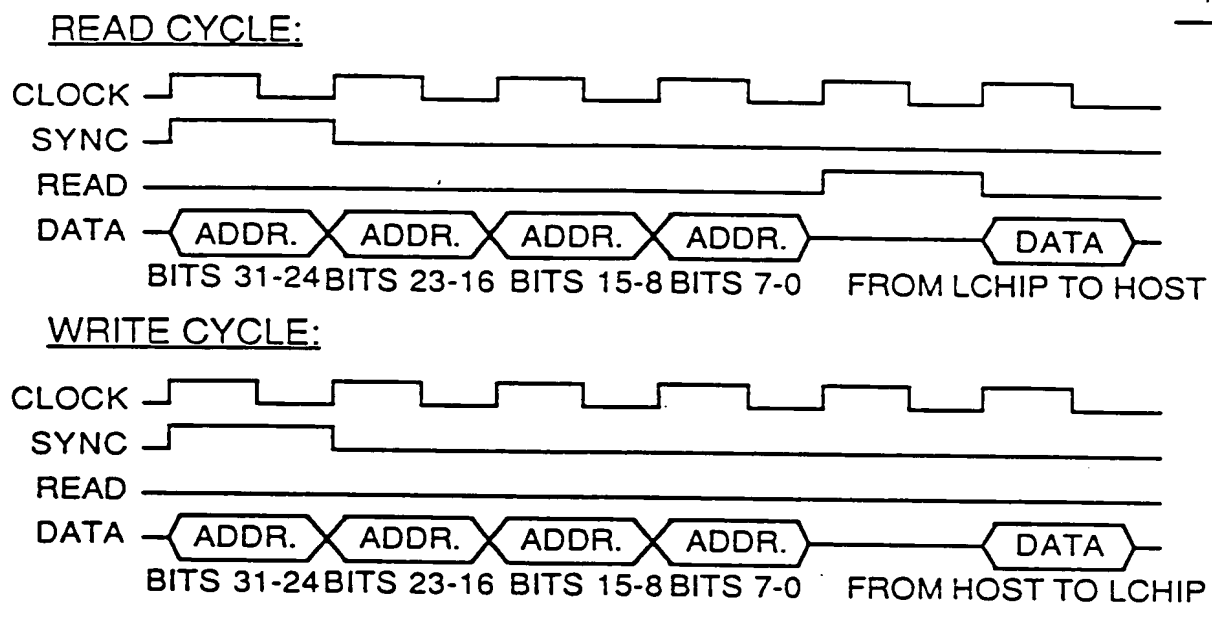 READ CYCLE:
CLOCK
SYNC
READ
DATA ADDR. ADDR. ADDR. ADDR. DATA
BITS 31-24 BITS 23-16 BITS 15-8 BITS 7-0 FROM LCHIP TO HOST
WRITE CYCLE:
CLOCK
SYNC
READ
DATA ADDR. ADDR. ADDR. ADDR. DATA
BITS 31-24 BITS 23-16 BITS 15-8 BITS 7-0 FROM HOST TO LCHIP